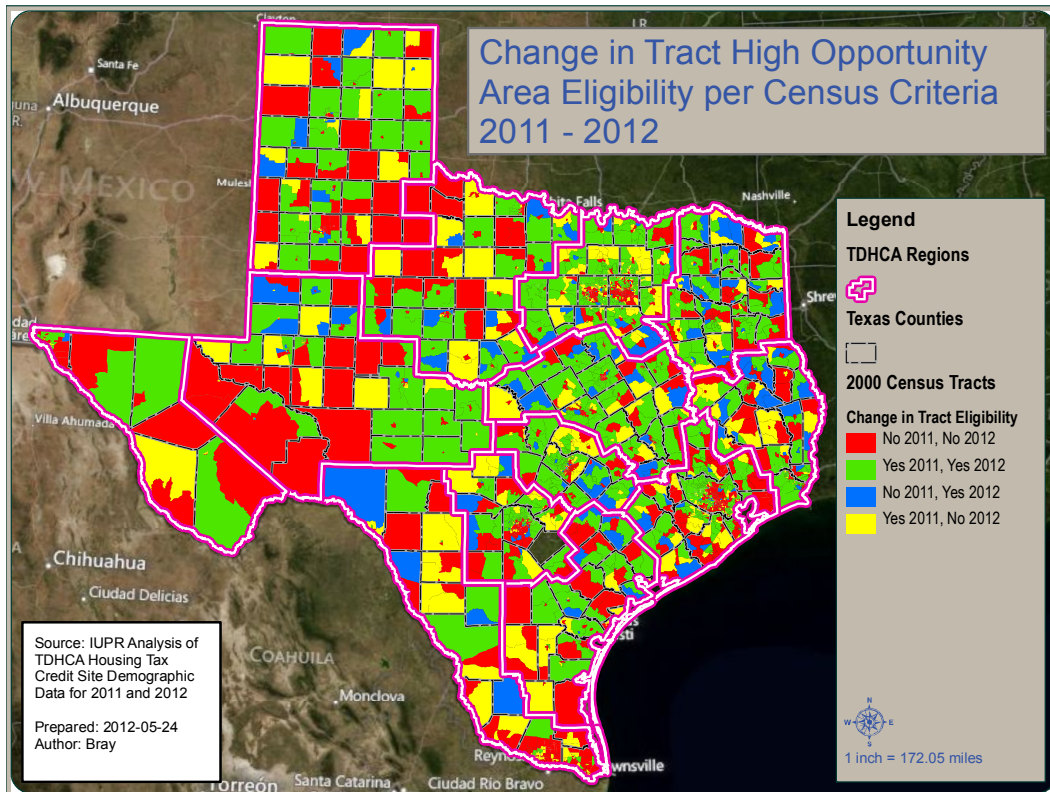 Clayton
Change in Tract High Opportunity
Area Eligibility per Census Criteria
2011 - 2012
Santa Fe
Albuquerque
MEXICO
Nashville
Falls
Villa Ahumada
Chihuahua
Ciudad Delicias
COAHUILA
Monclova
Torreón
Santa Catarina
Ciudad Rio Bravo
Legend
TDHCA Regions
Texas Counties
2000 Census Tracts
Change in Tract Eligibility
No 2011, No 2012
Yes 2011, Yes 2012
No 2011, Yes 2012
Yes 2011, No 2012
N
W
E
S
1 inch = 172.05 miles
Source: IUPR Analysis of
TDHCA Housing Tax
Credit Site Demographic
Data for 2011 and 2012
Prepared: 2012-05-24
Author: Bray